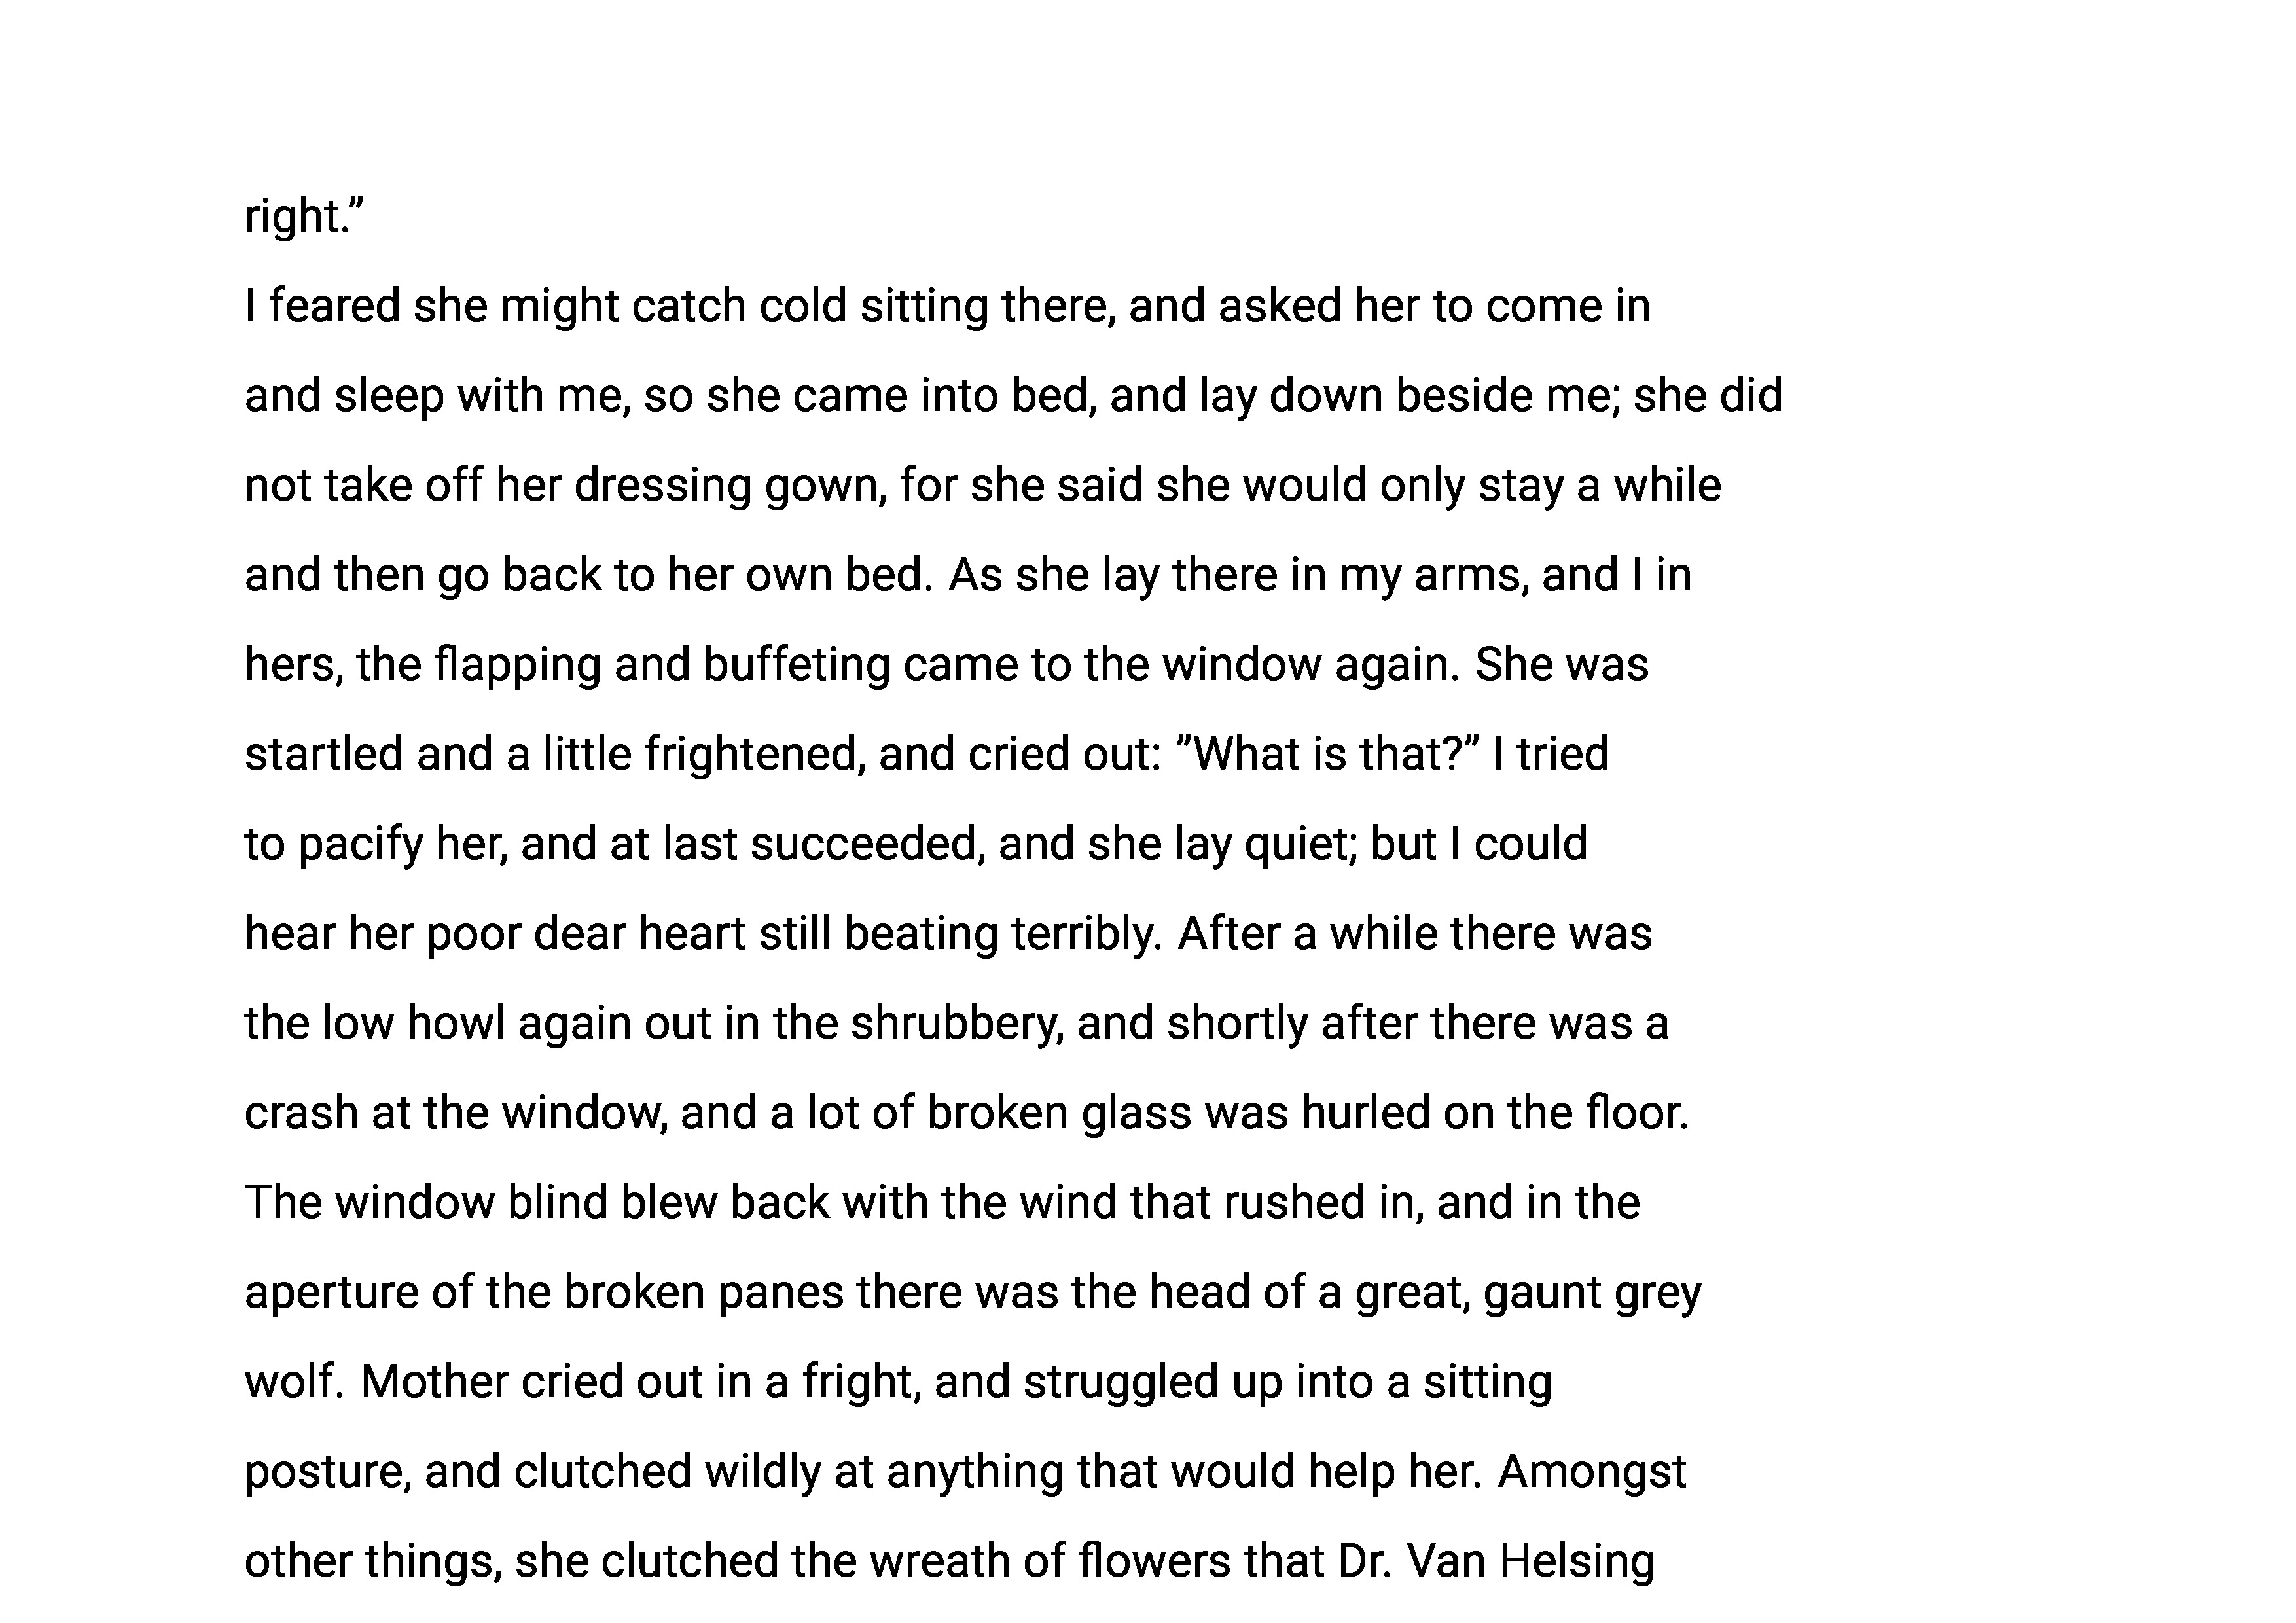 right.”
I feared she might catch cold sitting there, and asked her to come in
and sleep with me, so she came into bed, and lay down beside me; she did
not take off her dressing gown, for she said she would only stay a while
and then go back to her own bed. As she lay there in my arms, and I in
hers, the flapping and buffeting came to the window again. She was
startled and a little frightened, and cried out: ”What is that?” I tried
to pacify her, and at last succeeded, and she lay quiet; but I could
hear her poor dear heart still beating terribly. After a while there was
the low howl again out in the shrubbery, and shortly after there was a
crash at the window, and a lot of broken glass was hurled on the floor.
The window blind blew back with the wind that rushed in, and in the
aperture of the broken panes there was the head of a great, gaunt grey
wolf. Mother cried out in a fright, and struggled up into a sitting
posture, and clutched wildly at anything that would help her. Amongst
other things, she clutched the wreath of flowers that Dr. Van Helsing